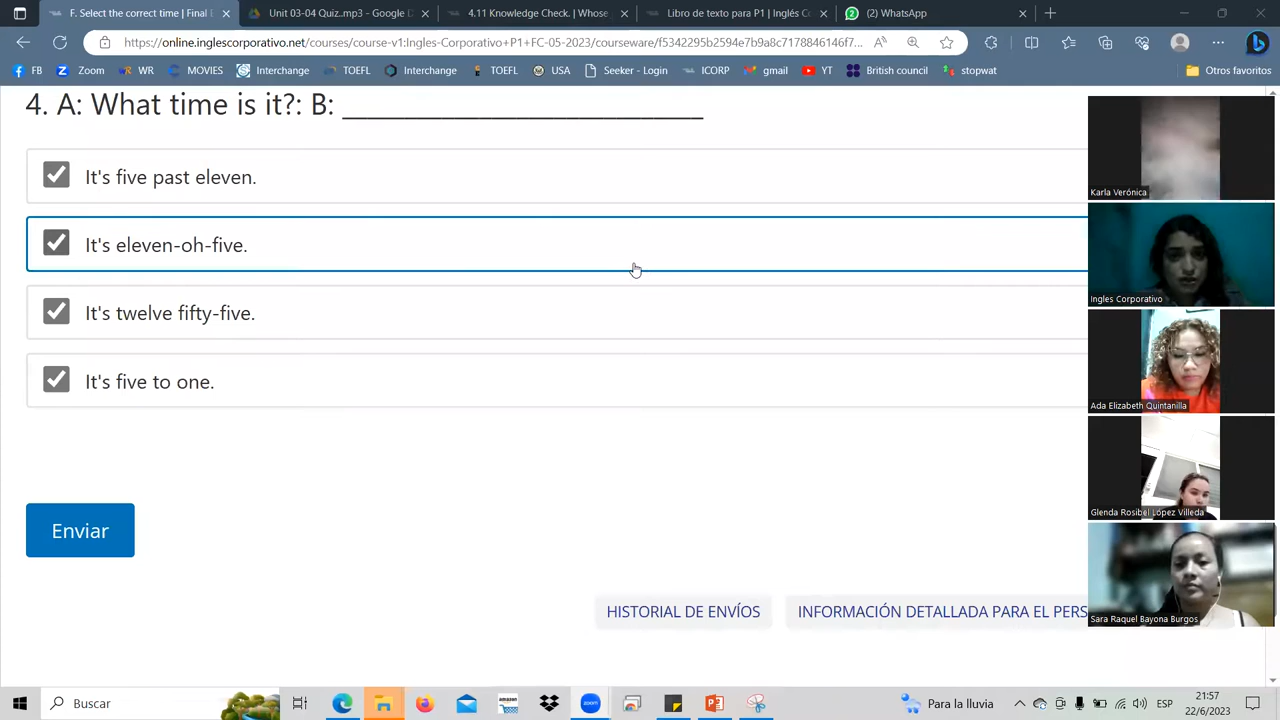 F. Select the correct time | Final E
Unit 03-04 Quiz.mp3 - Google D
4.11 Knowledge Check. | Whose
Libro de texto para P1 | Inglés Co
(2) WhatsApp
https://online.inglescorporativo.net/courses/course-v1:Ingles-Corporativo+P1+FC-05-2023/courseware/f5342295b2594e7b9a8c7178846146f7...
FB
Zoom
WR
MOVIES
Interchange
TOEFL
Interchange
TOEFL
USA
Seeker - Login
ICORP
gmail
YT
British council
stopwat
Otros favoritos
4. A: What time is it?: B: ____________________________
It's five past eleven.
It's eleven-oh-five.
It's twelve fifty-five.
It's five to one.
Enviar
HISTORIAL DE ENVÍOS
INFORMACIÓN DETALLADA PARA EL PERS
Karla Verónica
Ingles Corporativo
Ada Elizabeth Quintanilla
Glenda Rosibel López Villeda
Sara Raquel Bayona Burgos
Buscar
amazon
zoom
Para la lluvia
ESP
21:57
22/6/2023